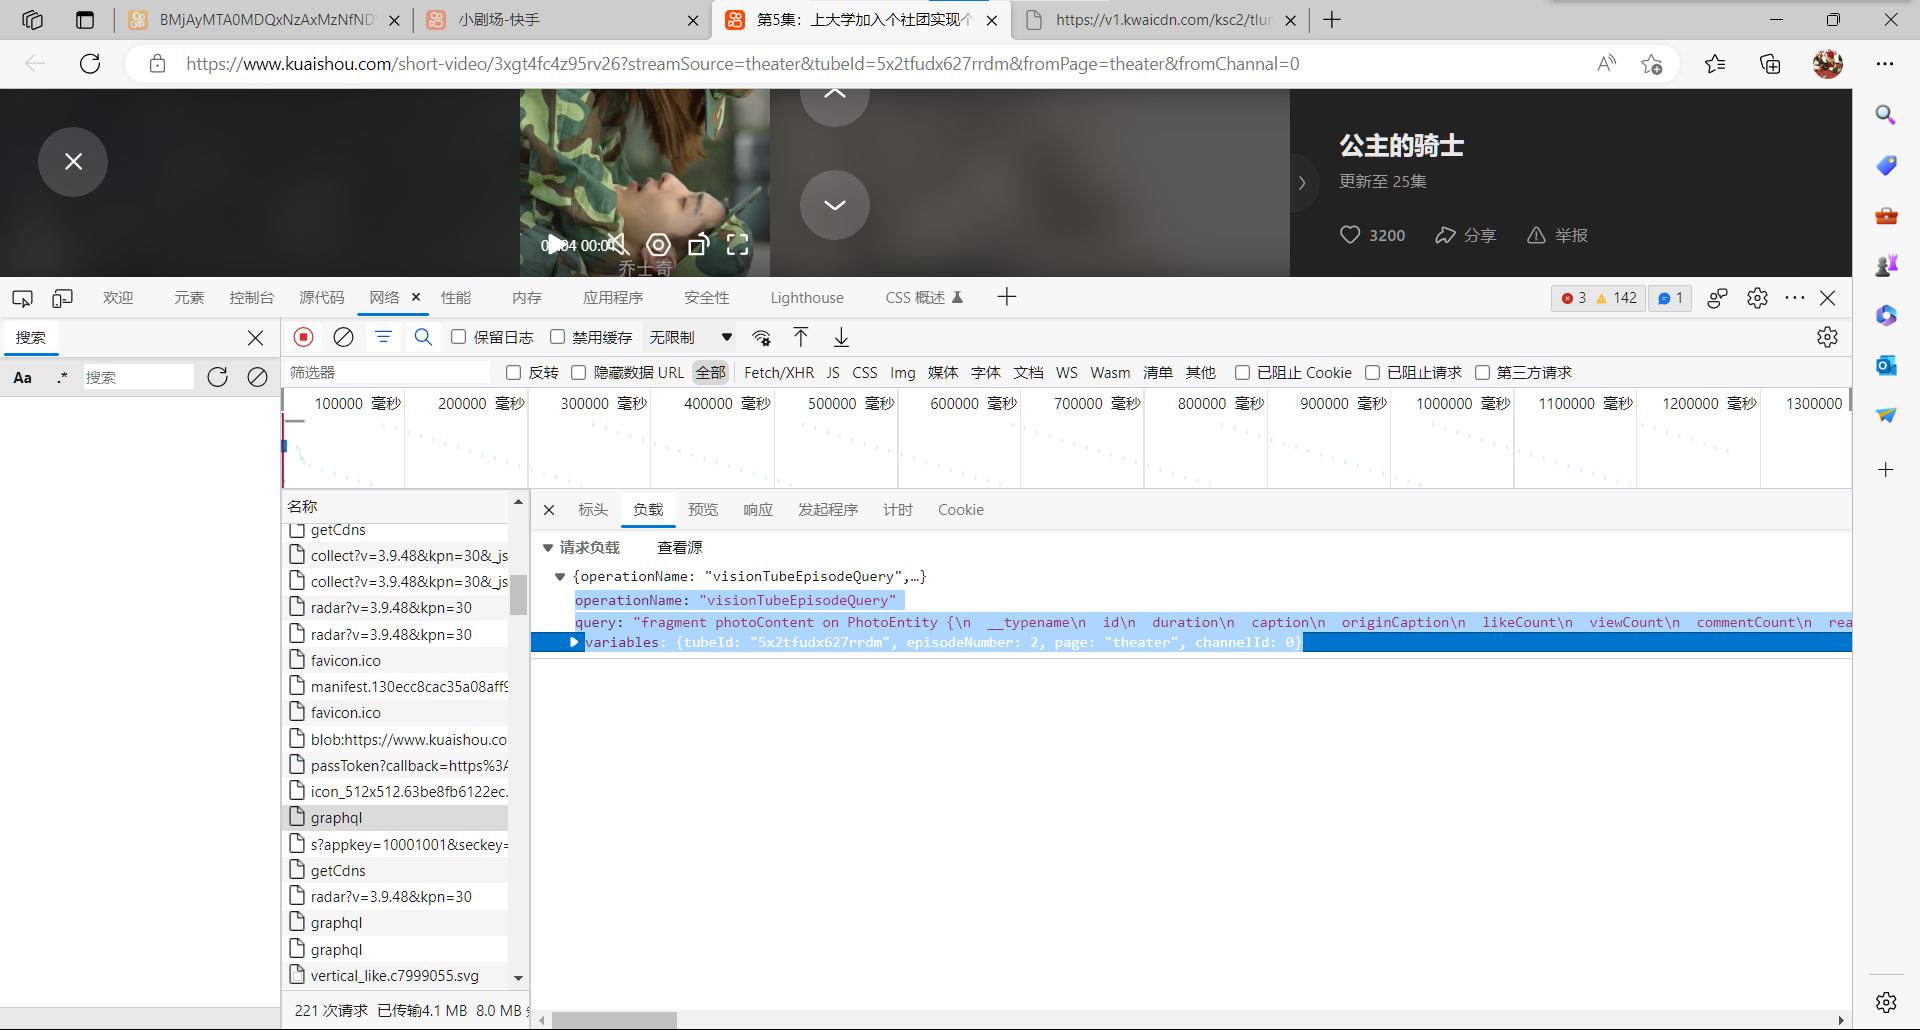 BMjAyMTA0MDQxNzAxMzNfND
小剧场-快手
第5集：上大学加入个社团实现个
https://v1.kwaicdn.com/ksc2/tlur
https://www.kuaishou.com/short-video/3xgt4fc4z95rv26?streamSource=theater&tubeId=5x2tfudx627rrdm&fromPage=theater&fromChannal=0
公主的骑士
更新至 25集
3200 分享 举报
00:04
乔士奇
欢迎 元素 控制台 源代码 网络 性能 内存 应用程序 安全性 Lighthouse CSS 概述 3 142 1
搜索
保留日志 禁用缓存 无限制
Aa .* 搜索
筛选器 反转 隐藏数据 URL 全部 Fetch/XHR JS CSS Img 媒体 字体 文档 WS Wasm 清单 其他 已阻止 Cookie 已阻止请求 第三方请求
100000 毫秒 200000 毫秒 300000 毫秒 400000 毫秒 500000 毫秒 600000 毫秒 700000 毫秒 800000 毫秒 900000 毫秒 1000000 毫秒 1100000 毫秒 1200000 毫秒 1300000
名称
getCdns
collect?v=3.9.48&kpn=30&_js
collect?v=3.9.48&kpn=30&_js
radar?v=3.9.48&kpn=30
radar?v=3.9.48&kpn=30
favicon.ico
manifest.130ecc8cac35a08aff9
favicon.ico
blob:https://www.kuaishou.co
passToken?callback=https%3A
icon_512x512.63be8fb6122ec.
graphql
s?appkey=10001001&seckey=
getCdns
radar?v=3.9.48&kpn=30
graphql
graphql
vertical_like.c7999055.svg
221 次请求 已传输4.1 MB 8.0 MB
标头 负载 预览 响应 发起程序 计时 Cookie
请求负载 查看源
{operationName: "visionTubeEpisodeQuery",…}
operationName: "visionTubeEpisodeQuery"
query: "fragment photoContent on PhotoEntity {\n __typename\n id\n duration\n caption\n originCaption\n likeCount\n viewCount\n commentCount\n rea
variables: {tubeId: "5x2tfudx627rrdm", episodeNumber: 2, page: "theater", channelId: 0}